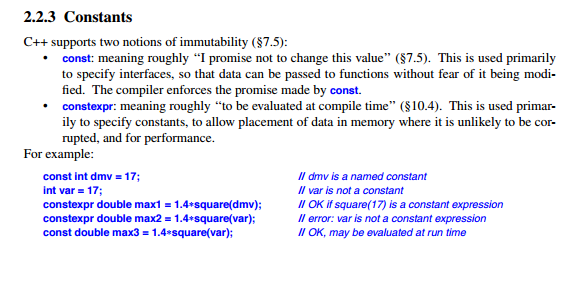 2.2.3 Constants
C++ supports two notions of immutability (§7.5):
• const: meaning roughly “I promise not to change this value” (§7.5). This is used primarily
to specify interfaces, so that data can be passed to functions without fear of it being modi-
fied. The compiler enforces the promise made by const.
• constexpr: meaning roughly “to be evaluated at compile time” (§10.4). This is used primar-
ily to specify constants, to allow placement of data in memory where it is unlikely to be cor-
rupted, and for performance.
For example:
const int dmv = 17; // dmv is a named constant
int var = 17; // var is not a constant
constexpr double max1 = 1.4∗square(dmv); // OK if square(17) is a constant expression
constexpr double max2 = 1.4∗square(var); // error: var is not a constant expression
const double max3 = 1.4∗square(var); // OK, may be evaluated at run time